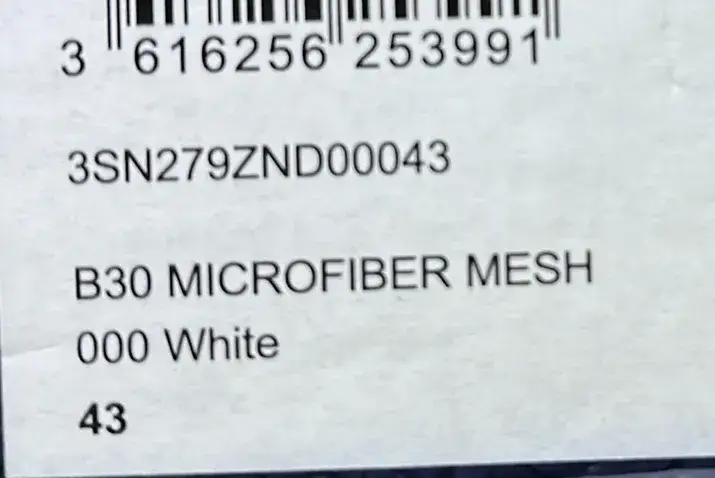 3 616256 253991
3SN279ZND00043
B30 MICROFIBER MESH
000 White
43